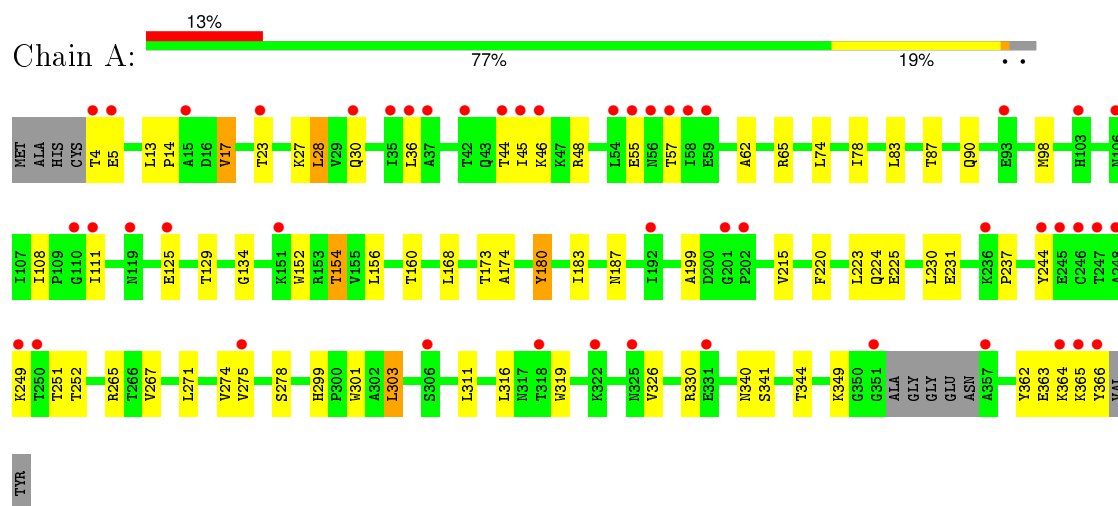 13%
Chain A: 77% 19% • •
MET ALA HIS CYS T4 E5 L13 P14 A15 D16 V17 T23 K27 L28 V29 Q30 I35 L36 A37 T42 Q43 T44 I45 K46 K47 R48 L54 E55 N56 T57 I58 E59 A62 R65 L74 I78 L83 T87 Q90 E93 M98 H103 N106
I107 I108 P109 G110 I111 N119 E125 T129 G134 K151 W152 R153 T154 V155 L156 T160 L168 T173 A174 Y180 I183 N187 I192 A199 D200 G201 P202 V215 F220 L223 Q224 E225 L230 E231 K236 P237 Y244 E245 C246 T247 A248
K249 T250 T251 T252 R265 T266 V267 L271 V274 V275 S278 H299 P300 W301 A302 L303 S306 L311 L316 N317 T318 W319 K322 N325 V326 R330 E331 N340 S341 T344 K349 G350 G351 ALA GLY GLY GLU ASN A357 Y362 E363 K364 K365 Y366 VAL
TYR